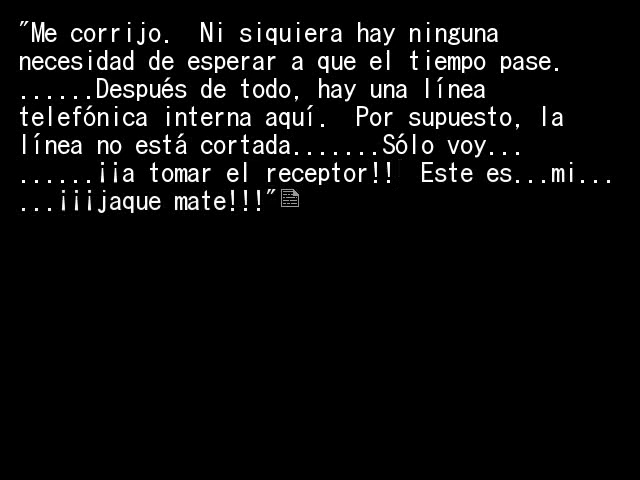 "Me corrijo.  Ni siquiera hay ninguna
necesidad de esperar a que el tiempo pase.
......Después de todo, hay una línea
telefónica interna aquí.  Por supuesto, la
línea no está cortada.......Sólo voy...
......¡¡a tomar el receptor!!  Este es...mi...
...¡¡¡jaque mate!!!"